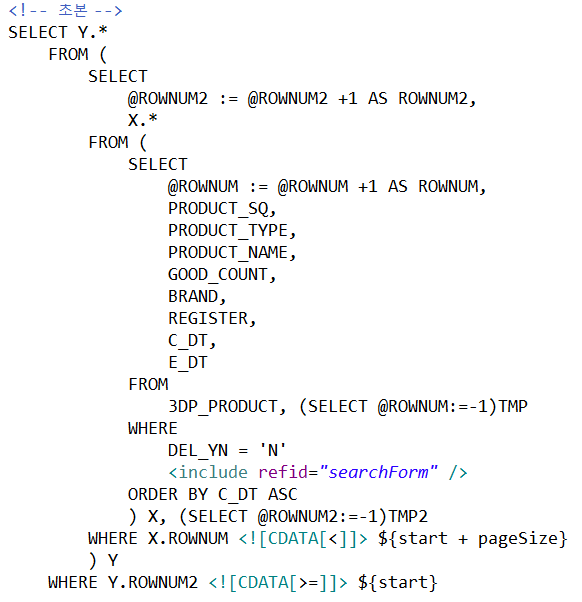 <!-- 초본 -->
SELECT Y.*
FROM (
SELECT
@ROWNUM2 := @ROWNUM2 +1 AS ROWNUM2,
X.*
FROM (
SELECT
@ROWNUM := @ROWNUM +1 AS ROWNUM,
PRODUCT_SQ,
PRODUCT_TYPE,
PRODUCT_NAME,
GOOD_COUNT,
BRAND,
REGISTER,
C_DT,
E_DT
FROM
3DP_PRODUCT, (SELECT @ROWNUM:=-1)TMP
WHERE
DEL_YN = 'N'
<include refid="searchForm" />
ORDER BY C_DT ASC
) X, (SELECT @ROWNUM2:=-1)TMP2
WHERE X.ROWNUM <![CDATA[<]]> ${start + pageSize}
) Y
WHERE Y.ROWNUM2 <![CDATA[>=]]> ${start}